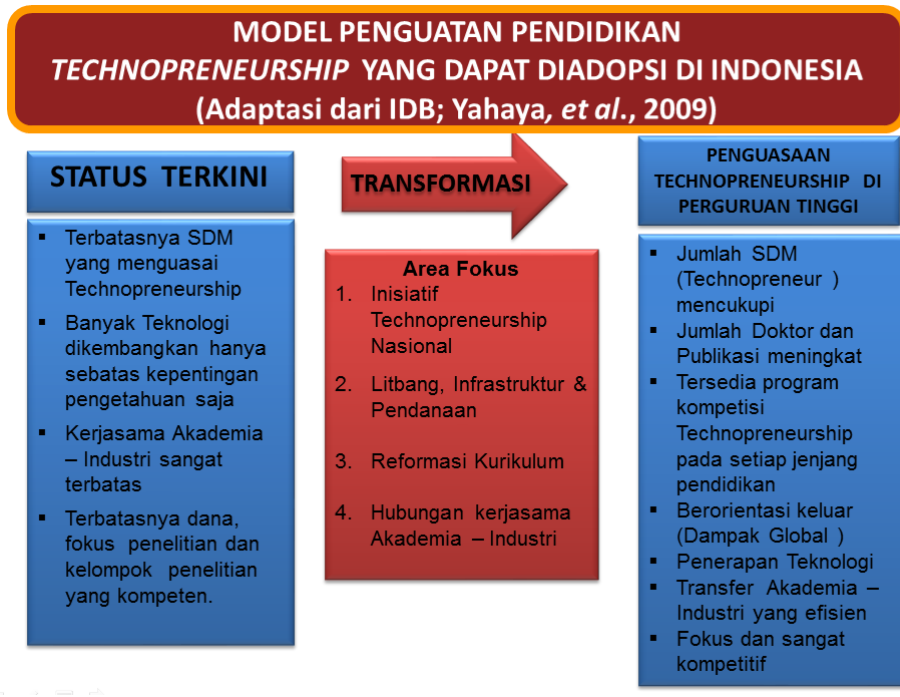 MODEL PENGUATAN PENDIDIKAN
TECHNOPRENEURSHIP YANG DAPAT DIADOPSI DI INDONESIA
(Adaptasi dari IDB; Yahaya, et al., 2009)
STATUS TERKINI
▪ Terbatasnya SDM
yang menguasai
Technopreneurship
▪ Banyak Teknologi
dikembangkan hanya
sebatas kepentingan
pengetahuan saja
▪ Kerjasama Akademia
– Industri sangat
terbatas
▪ Terbatasnya dana,
fokus penelitian dan
kelompok penelitian
yang kompeten.
TRANSFORMASI
Area Fokus
1. Inisiatif
Technopreneurship
Nasional
2. Litbang, Infrastruktur &
Pendanaan
3. Reformasi Kurikulum
4. Hubungan kerjasama
Akademia – Industri
PENGUASAAN
TECHNOPRENEURSHIP DI
PERGURUAN TINGGI
▪ Jumlah SDM
(Technopreneur )
mencukupi
▪ Jumlah Doktor dan
Publikasi meningkat
▪ Tersedia program
kompetisi
Technopreneurship
pada setiap jenjang
pendidikan
▪ Berorientasi keluar
(Dampak Global )
▪ Penerapan Teknologi
▪ Transfer Akademia –
Industri yang efisien
▪ Fokus dan sangat
kompetitif